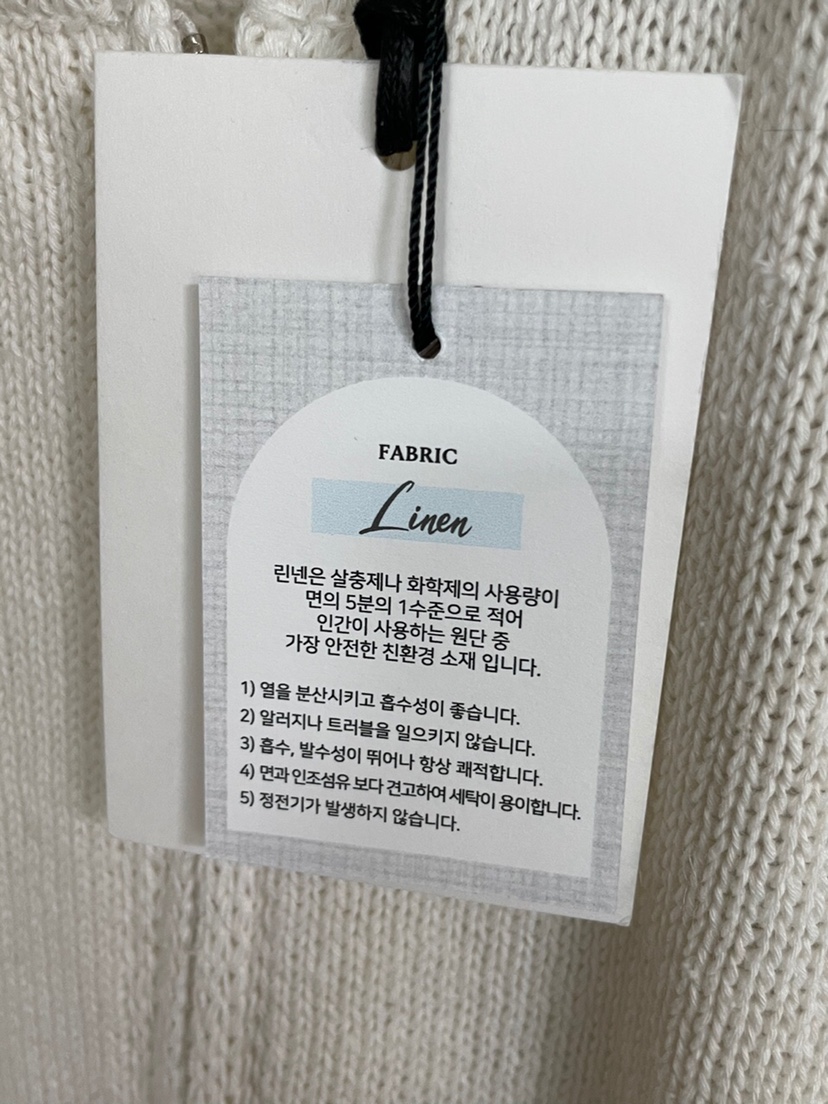 FABRIC
Linen
린넨은 살충제나 화학제의 사용량이
면의 5분의 1수준으로 적어
인간이 사용하는 원단 중
가장 안전한 친환경 소재 입니다.
1) 열을 분산시키고 흡수성이 좋습니다.
2) 알러지나 트러블을 일으키지 않습니다.
3) 흡수, 발수성이 뛰어나 항상 쾌적합니다.
4) 면과 인조섬유 보다 견고하여 세탁이 용이합니다.
5) 정전기가 발생하지 않습니다.